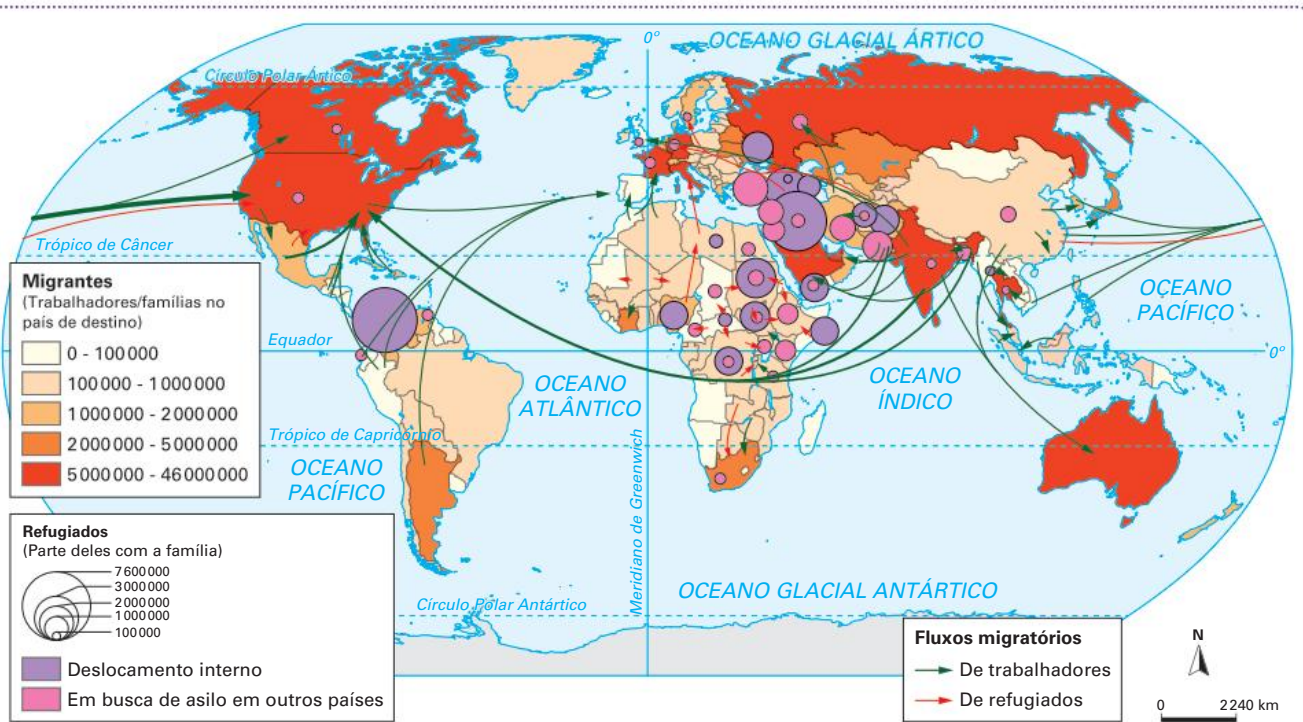 OCEANO GLACIAL ÁRTICO
0º
Círculo Polar Ártico
Trópico de Câncer
Migrantes
(Trabalhadores/famílias no
país de destino)
0 - 100 000
100 000 - 1 000 000
1 000 000 - 2 000 000
2 000 000 - 5 000 000
5 000 000 - 46 000 000
Equador
0º
OCEANO
PACÍFICO
OCEANO
ATLÂNTICO
OCEANO
ÍNDICO
Trópico de Capricórnio
OCEANO
PACÍFICO
Meridiano de Greenwich
Refugiados
(Parte deles com a família)
7 600 000
3 000 000
2 000 000
1 000 000
100 000
Deslocamento interno
Em busca de asilo em outros países
OCEANO GLACIAL ANTÁRTICO
Círculo Polar Antártico
Fluxos migratórios
De trabalhadores
De refugiados
N
0 2 240 km